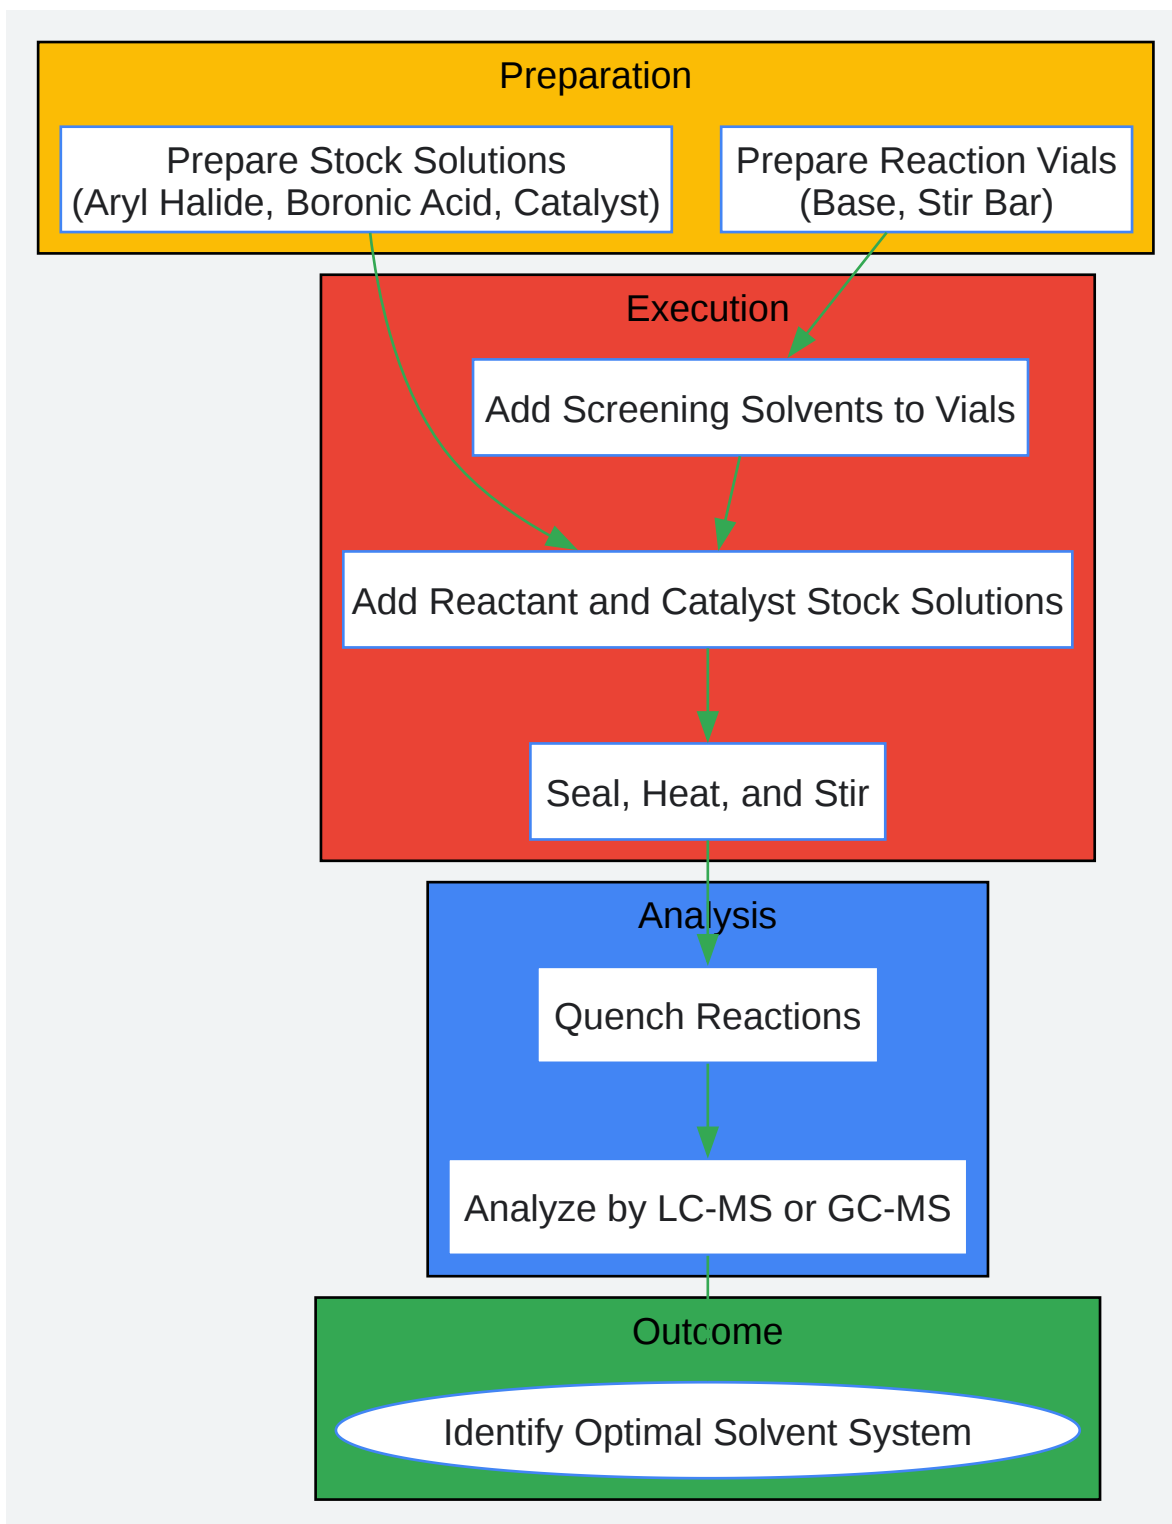 Preparation
Prepare Stock Solutions
(Aryl Halide, Boronic Acid, Catalyst)
Prepare Reaction Vials
(Base, Stir Bar)
Execution
Add Screening Solvents to Vials
Add Reactant and Catalyst Stock Solutions
Seal, Heat, and Stir
Analysis
Quench Reactions
Analyze by LC-MS or GC-MS
Outcome
Identify Optimal Solvent System